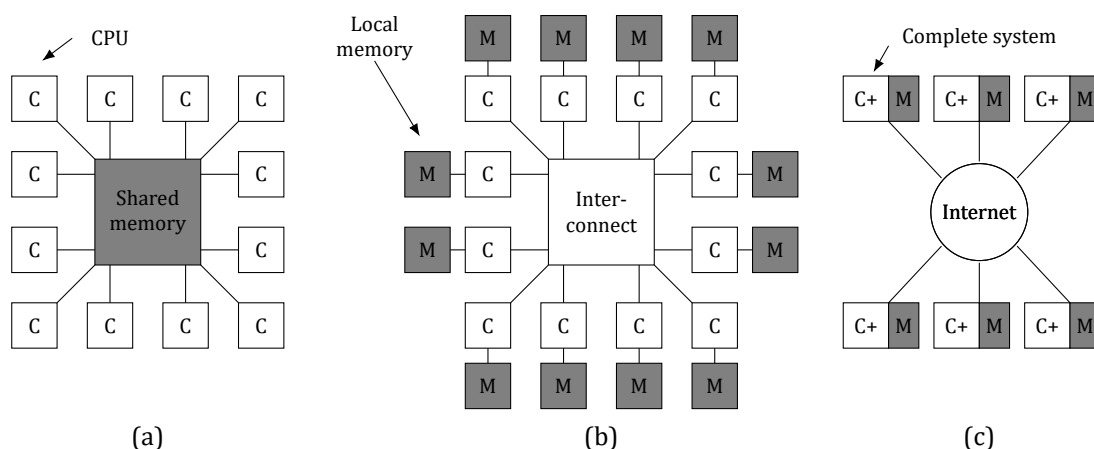 CPU
C C C C
C C
Shared
memory
C C
C C C C
(a)
Local
memory
M M M M
C C C C
M C C M
Inter-
connect
M C C M
C C C C
M M M M
(b)
Complete system
C+ M C+ M C+ M
Internet
C+ M C+ M C+ M
(c)